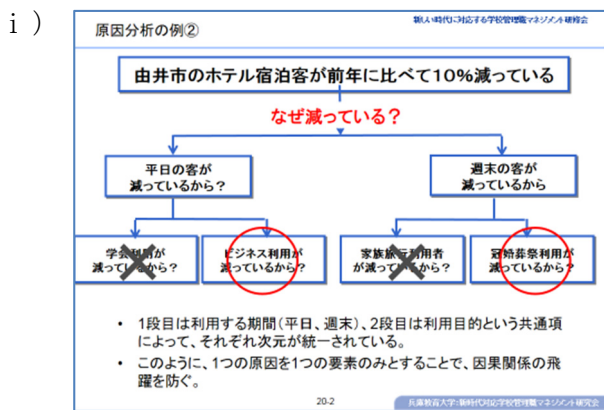 ⅰ）
原因分析の例②
新しい時代に対応する学校管理職マネジメント研修会
由井市のホテル宿泊客が前年に比べて10%減っている
なぜ減っている？
平日の客が
減っているから？
週末の客が
減っているから
学会利用が
減っているから？
ビジネス利用が
減っているから？
家族旅行利用者
が減っているから？
冠婚葬祭利用が
減っているから？
• 1段目は利用する期間（平日、週末）、2段目は利用目的という共通項
によって、それぞれ次元が統一されている。
• このように、1つの原因を1つの要素のみとすることで、因果関係の飛
躍を防ぐ。
20-2
兵庫教育大学:新時代対応学校管理職マネジメント研究会